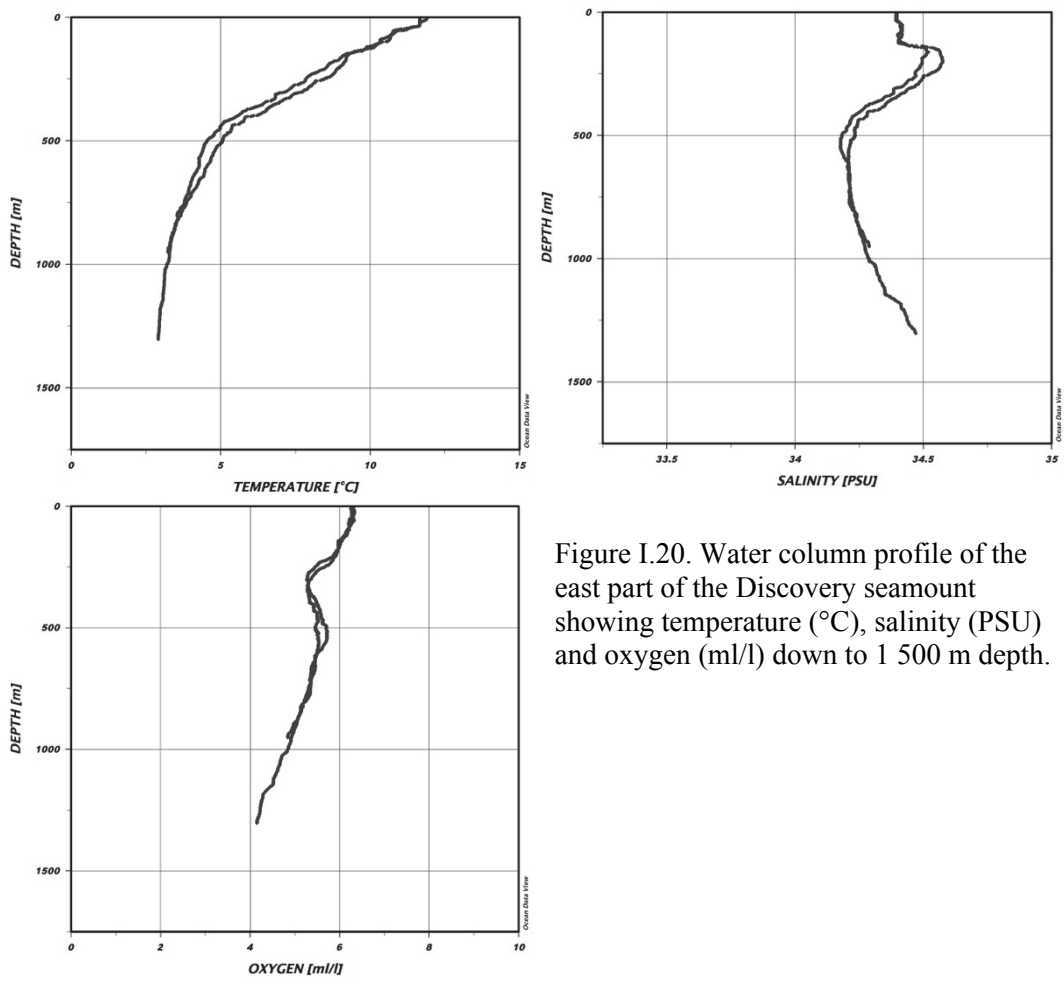 0
500
1000
1500
DEPTH [m]
0
5
10
15
TEMPERATURE [°C]
Ocean Data View
0
500
1000
1500
DEPTH [m]
33.5
34
34.5
35
SALINITY [PSU]
Ocean Data View
0
500
1000
1500
DEPTH [m]
0
2
4
6
8
10
OXYGEN [ml/l]
Ocean Data View
Figure I.20. Water column profile of the
east part of the Discovery seamount
showing temperature (°C), salinity (PSU)
and oxygen (ml/l) down to 1 500 m depth.